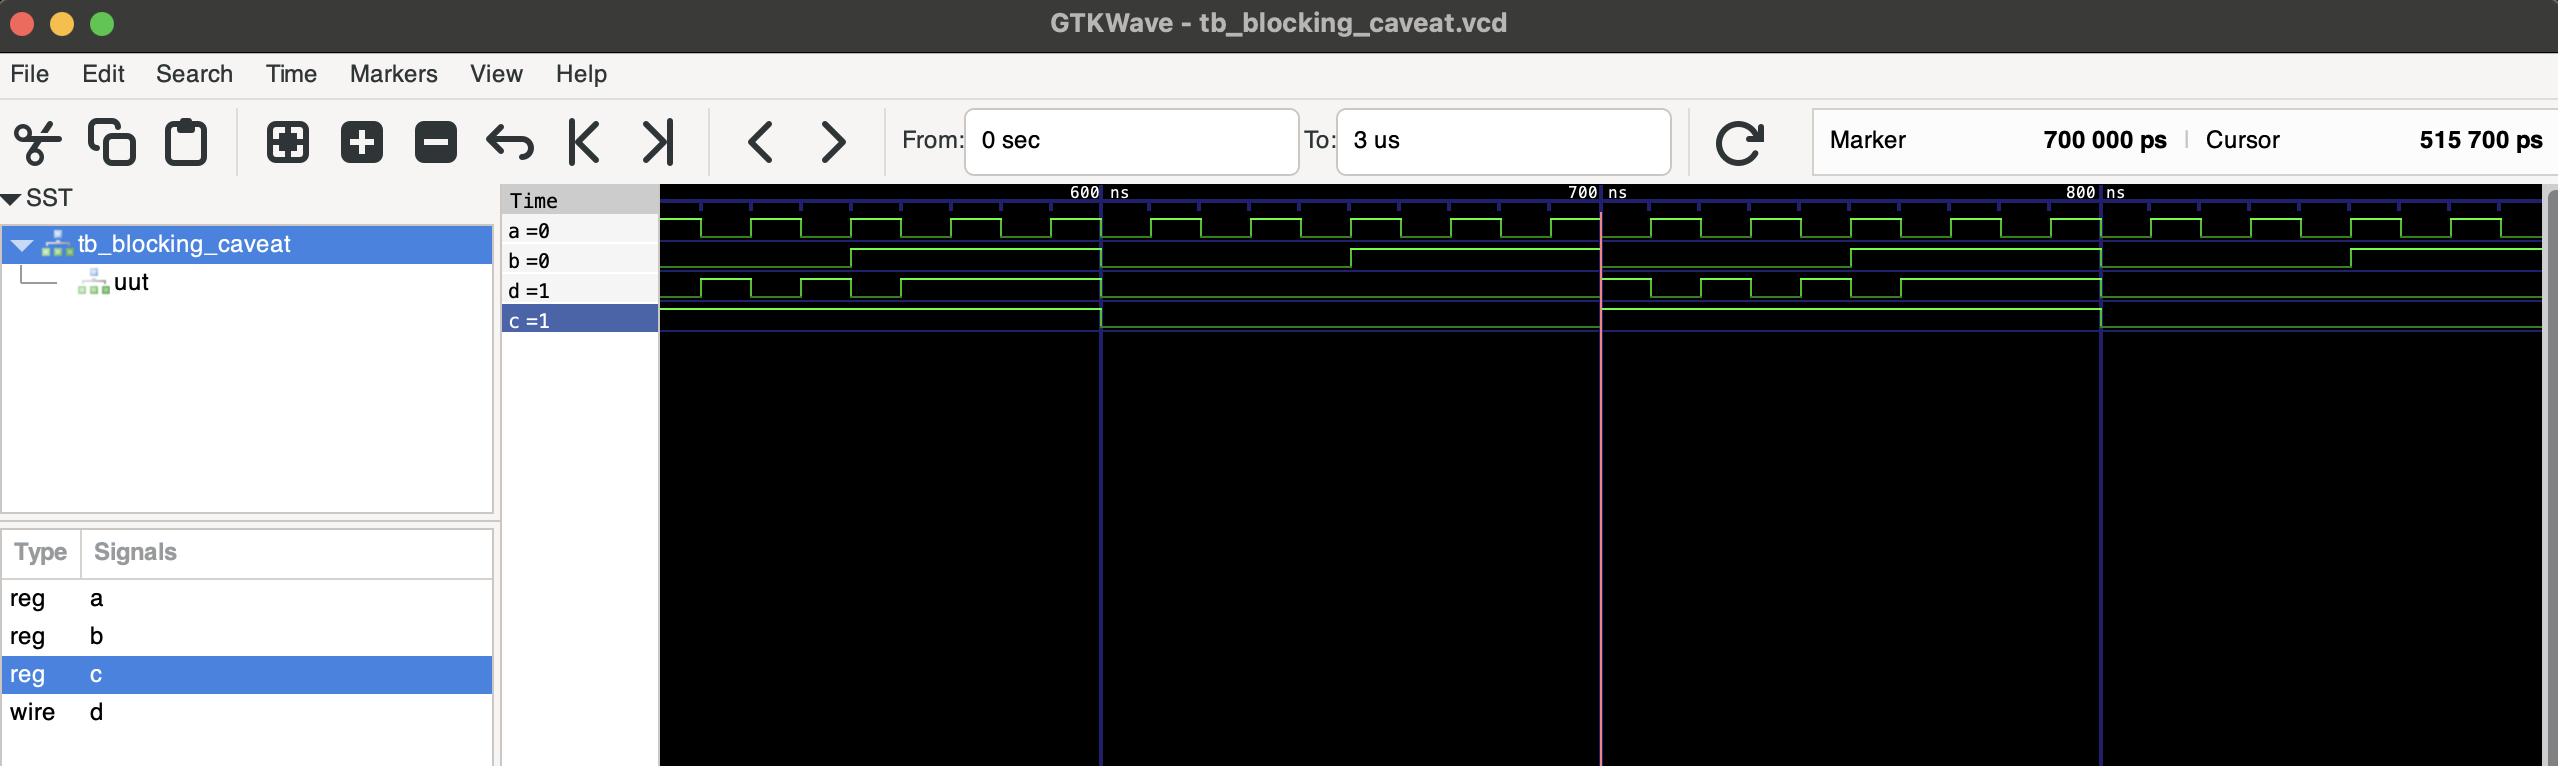 GTKWave - tb_blocking_caveat.vcd
File Edit Search Time Markers View Help
From: 0 sec To: 3 us Marker 700 000 ps | Cursor 515 700 ps
SST
tb_blocking_caveat
uut
Type Signals
reg a
reg b
reg c
wire d
Time
a =0
b =0
d =1
c =1
600 ns 700 ns 800 ns